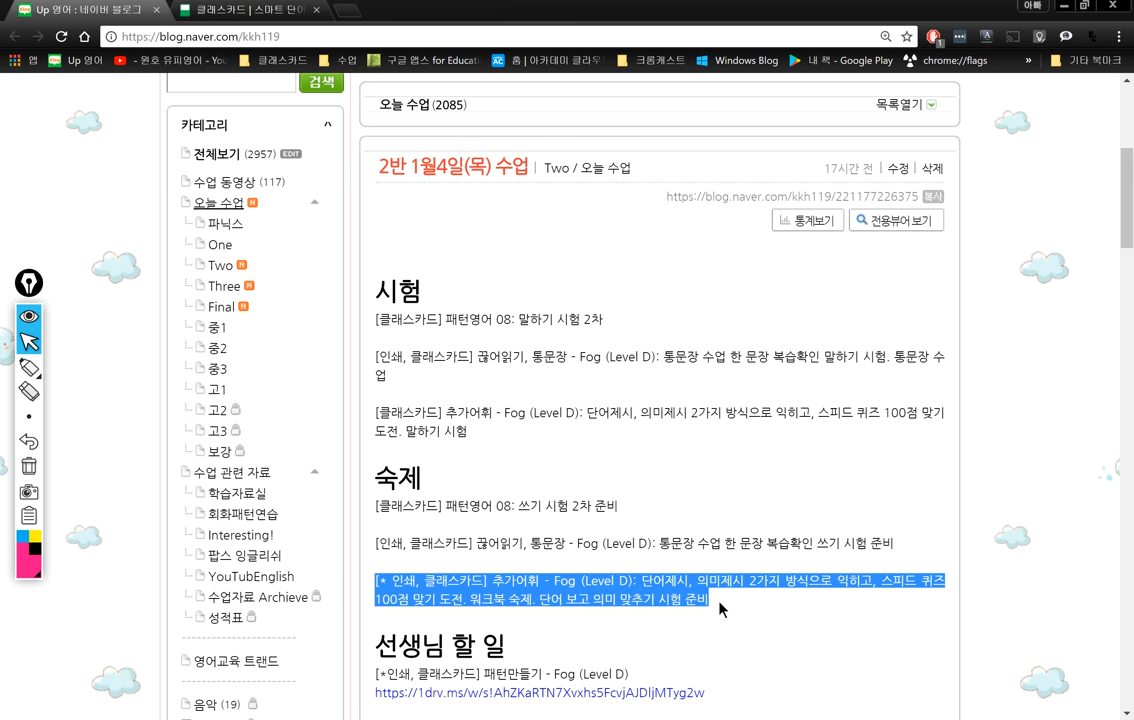 Up 영어 : 네이버 블로그
클래스카드 | 스마트 단어
아빠
https://blog.naver.com/kkh119
앱
Up 영어
- 원호 유피영어 - You
클래스카드
수업
구글 앱스 for Educati
홈 | 아카데미 클라우
크롬캐스트
Windows Blog
내 책 - Google Play
chrome://flags
»
기타 북마크
검색
오늘 수업 (2085)
목록열기
카테고리
전체보기 (2957) EDIT
수업 동영상 (117)
오늘 수업 N
파닉스
One
Two N
Three N
Final N
중1
중2
중3
고1
고2
고3
보강
수업 관련 자료
학습자료실
회화패턴연습
Interesting!
팝스 잉글리쉬
YouTubEnglish
수업자료 Archieve
성적표
영어교육 트랜드
음악 (19)
2반 1월4일(목) 수업 | Two / 오늘 수업
17시간 전 | 수정 | 삭제
https://blog.naver.com/kkh119/221177226375 복사
통계보기
전용뷰어 보기
시험
[클래스카드] 패턴영어 08: 말하기 시험 2차
[인쇄, 클래스카드] 끊어읽기, 통문장 - Fog (Level D): 통문장 수업 한 문장 복습확인 말하기 시험. 통문장 수
업
[클래스카드] 추가어휘 - Fog (Level D): 단어제시, 의미제시 2가지 방식으로 익히고, 스피드 퀴즈 100점 맞기
도전. 말하기 시험
숙제
[클래스카드] 패턴영어 08: 쓰기 시험 2차 준비
[인쇄, 클래스카드] 끊어읽기, 통문장 - Fog (Level D): 통문장 수업 한 문장 복습확인 쓰기 시험 준비
[* 인쇄, 클래스카드] 추가어휘 - Fog (Level D): 단어제시, 의미제시 2가지 방식으로 익히고, 스피드 퀴즈
100점 맞기 도전. 워크북 숙제. 단어 보고 의미 맞추기 시험 준비
선생님 할 일
[*인쇄, 클래스카드] 패턴만들기 - Fog (Level D)
https://1drv.ms/w/s!AhZKaRTN7Xvxhs5FcvjAJDljMTyg2w